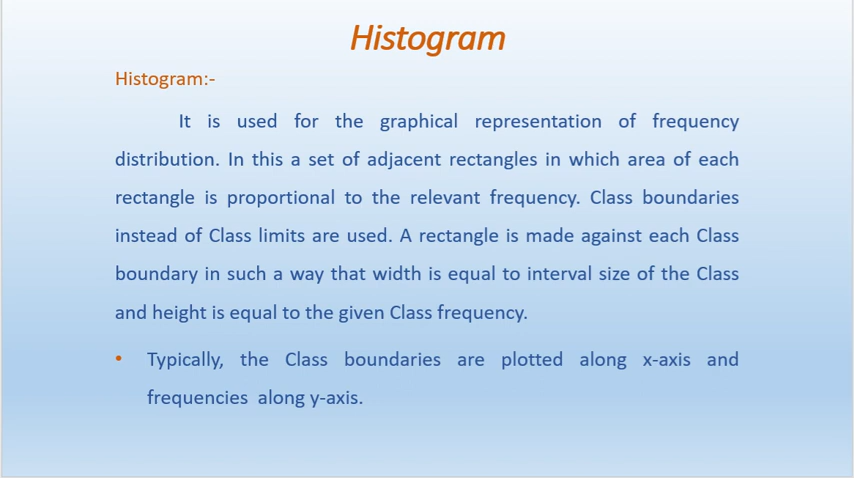 Histogram
Histogram:-
It is used for the graphical representation of frequency
distribution. In this a set of adjacent rectangles in which area of each
rectangle is proportional to the relevant frequency. Class boundaries
instead of Class limits are used. A rectangle is made against each Class
boundary in such a way that width is equal to interval size of the Class
and height is equal to the given Class frequency.
• Typically, the Class boundaries are plotted along x-axis and
frequencies along y-axis.